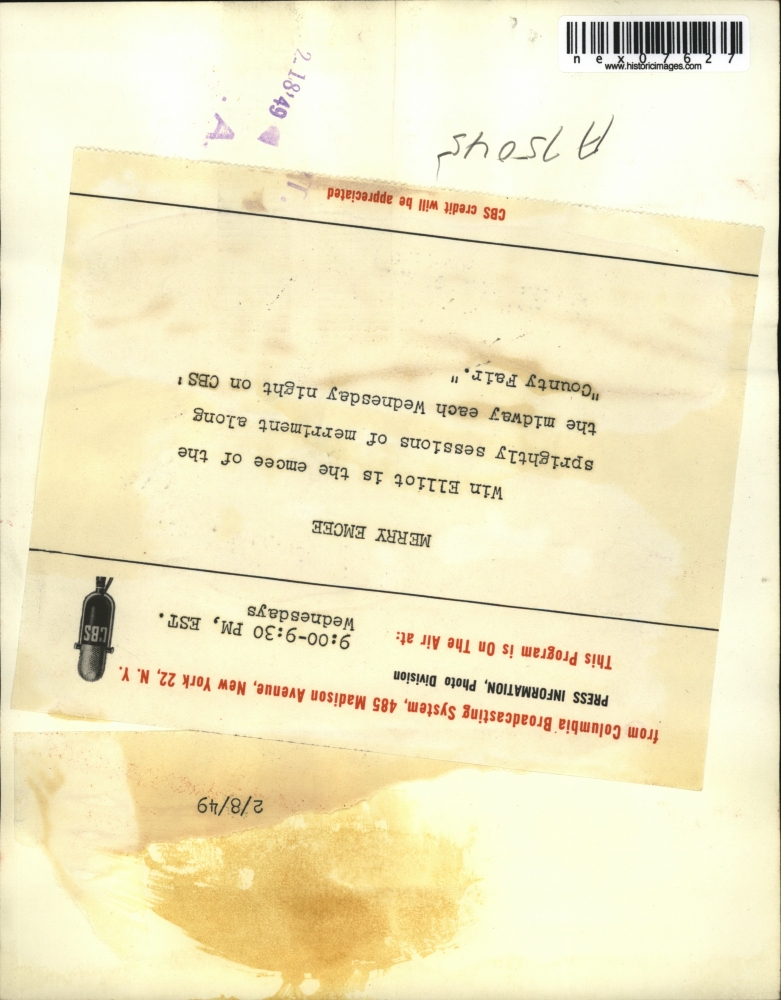 nex07627
www.historicimages.com
2-18'49
A
A 75045
from Columbia Broadcasting System, 485 Madison Avenue, New York 22, N. Y.
PRESS INFORMATION, Photo Division
This Program is On The Air at:
9:00-9:30 PM, EST.
Wednesdays
CBS
MERRY EMCEE
Win Elliot is the emcee of the
sprightly sessions of merriment along
the midway each Wednesday night on CBS'
"County Fair."
CBS credit will be appreciated
2/8/49